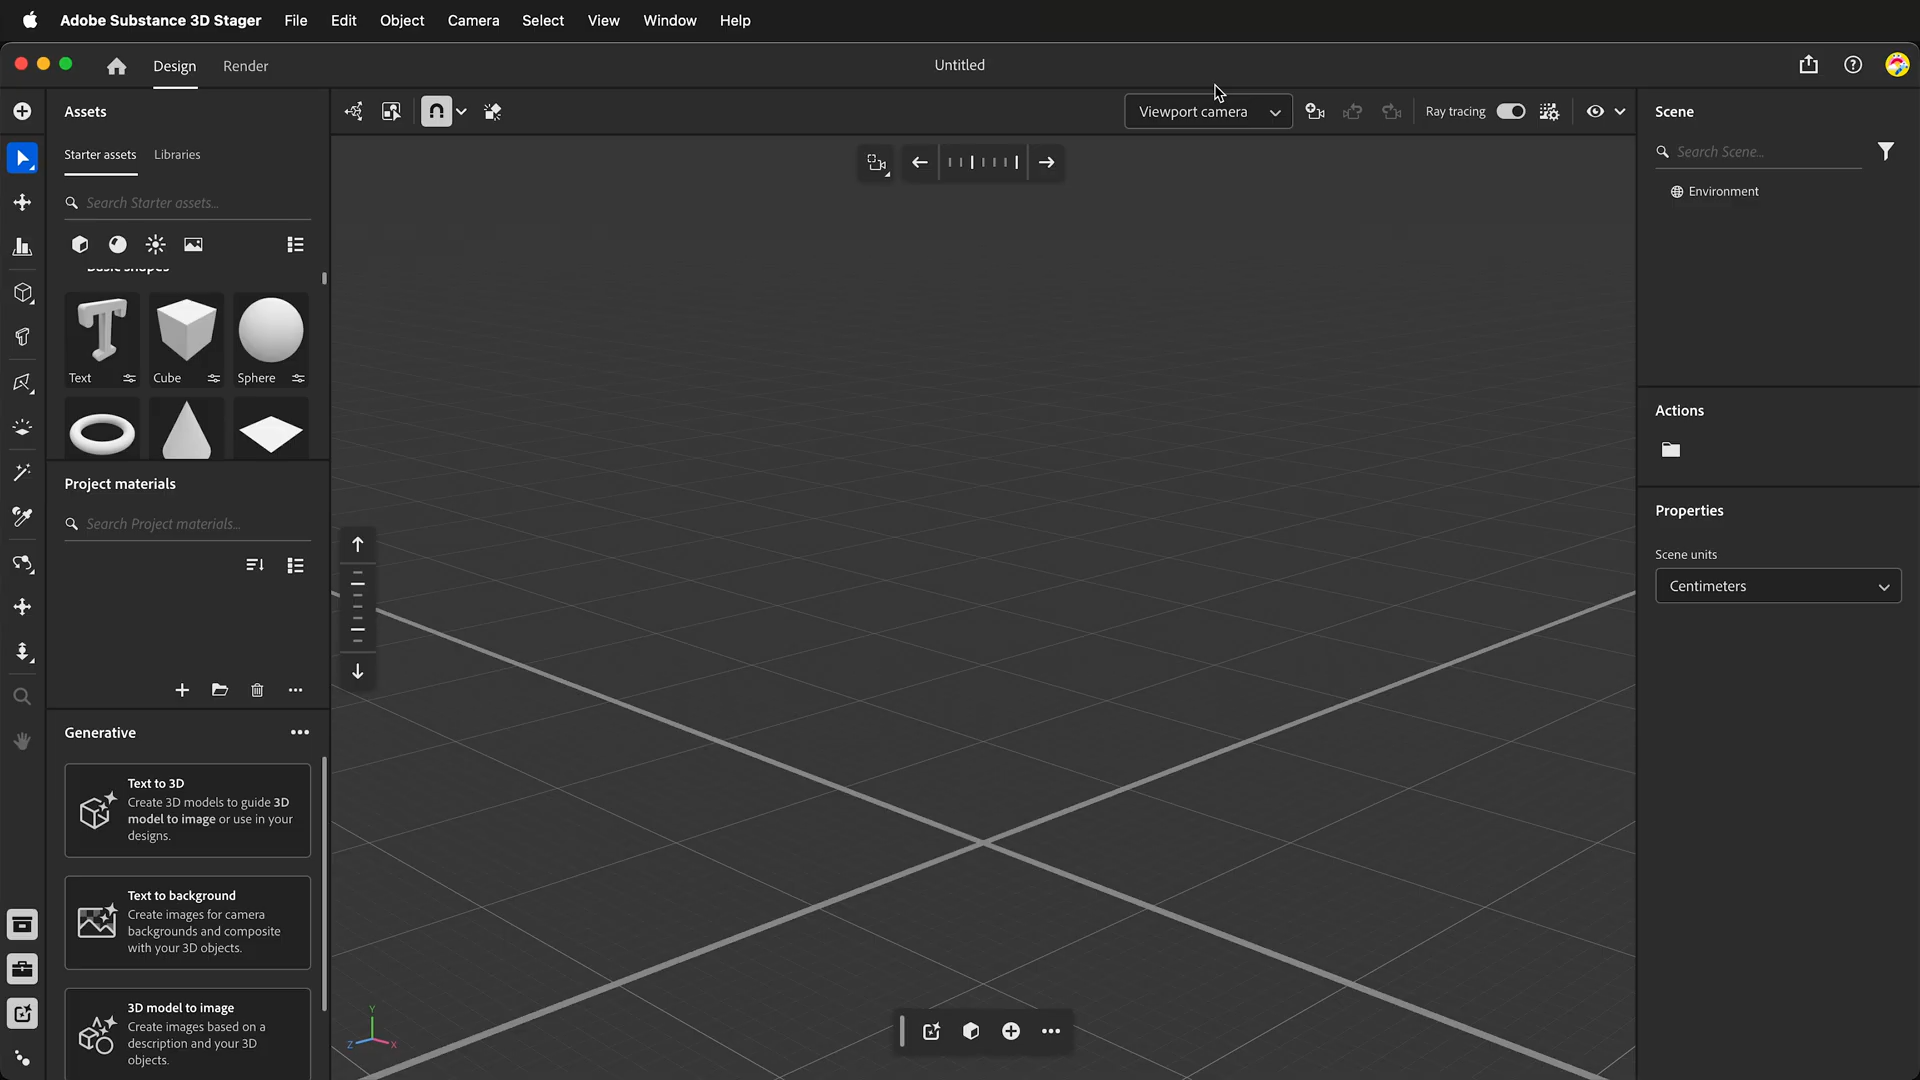 Adobe Substance 3D Stager File Edit Object Camera Select View Window Help
Design Render Untitled
Assets
Viewport camera
Ray tracing
Scene
Starter assets Libraries
Search Starter assets...
Search Scene...
Environment
Basic shapes
Text Cube Sphere
Actions
Project materials
Search Project materials...
Properties
Scene units
Centimeters
Generative
Text to 3D
Create 3D models to guide 3D
model to image or use in your
designs.
Text to background
Create images for camera
backgrounds and composite
with your 3D objects.
3D model to image
Create images based on a
description and your 3D
objects.
Y
Z X